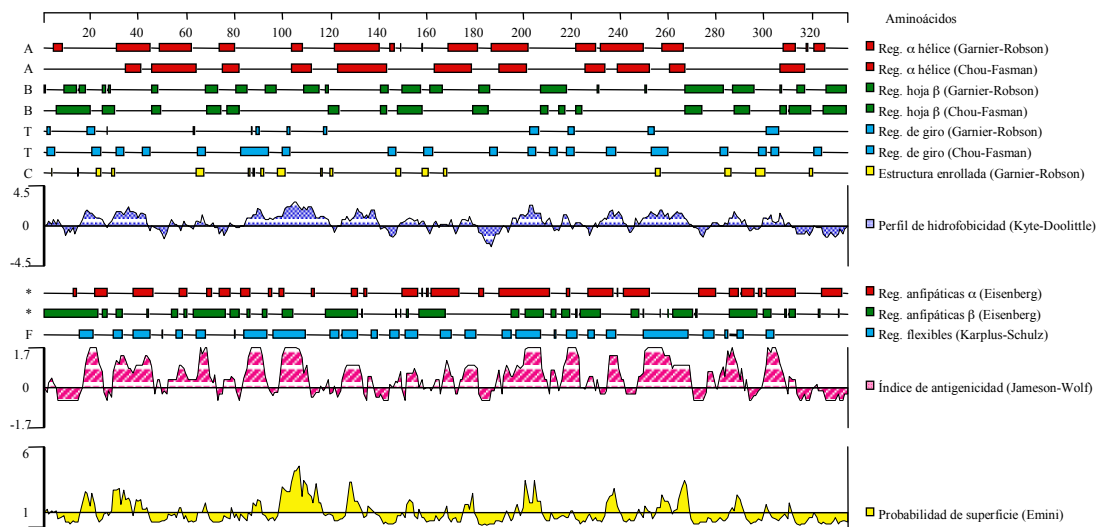 Aminoácidos
20 40 60 80 100 120 140 160 180 200 220 240 260 280 300 320
A Reg. α hélice (Garnier-Robson)
A Reg. α hélice (Chou-Fasman)
B Reg. hoja β (Garnier-Robson)
B Reg. hoja β (Chou-Fasman)
T Reg. de giro (Garnier-Robson)
T Reg. de giro (Chou-Fasman)
C Estructura enrollada (Garnier-Robson)
4.5
0 Perfil de hidrofobicidad (Kyte-Doolittle)
-4.5
* Reg. anfipáticas α (Eisenberg)
* Reg. anfipáticas β (Eisenberg)
F Reg. flexibles (Karplus-Schulz)
1.7
0 Índice de antigenicidad (Jameson-Wolf)
-1.7
6
1 Probabilidad de superficie (Emini)